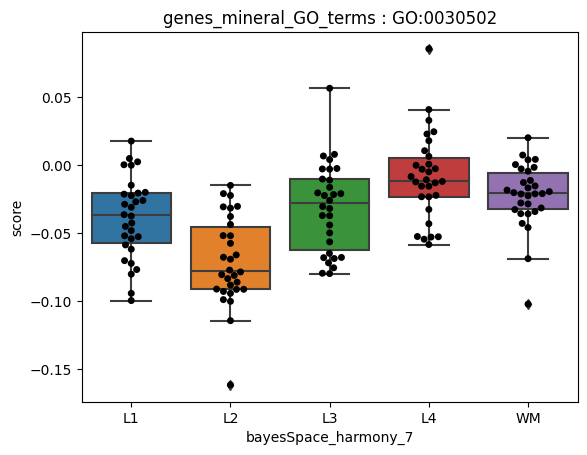 genes_mineral_GO_terms : GO:0030502
score
0.05
0.00
−0.05
−0.10
−0.15
L1 L2 L3 L4 WM
bayesSpace_harmony_7